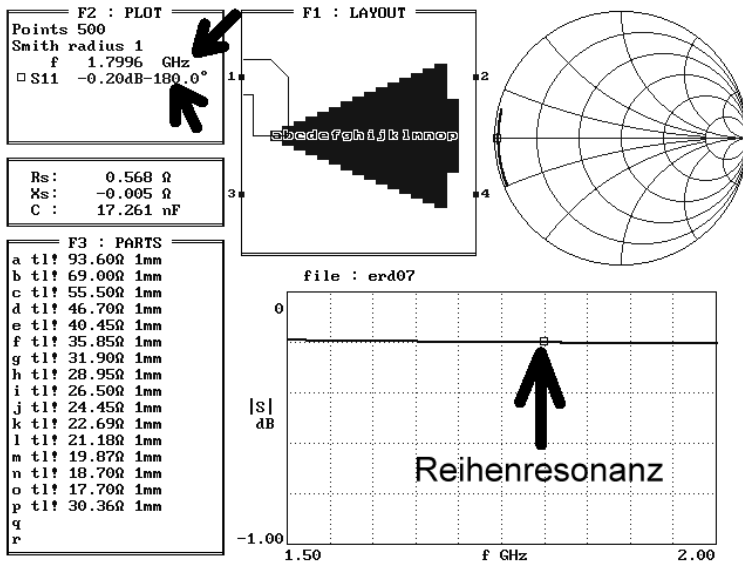 F2 : PLOT
Points 500
Smith radius 1
f 1.7996 GHz
S11 -0.20dB-180.0°
F1 : LAYOUT
1
2
abcdefghijklmnop
3
4
Rs: 0.568 Ω
Xs: -0.005 Ω
C : 17.261 nF
F3 : PARTS
a tl! 93.60Ω 1mm
b tl! 69.00Ω 1mm
c tl! 55.50Ω 1mm
d tl! 46.70Ω 1mm
e tl! 40.45Ω 1mm
f tl! 35.85Ω 1mm
g tl! 31.90Ω 1mm
h tl! 28.95Ω 1mm
i tl! 26.50Ω 1mm
j tl! 24.45Ω 1mm
k tl! 22.69Ω 1mm
l tl! 21.18Ω 1mm
m tl! 19.87Ω 1mm
n tl! 18.70Ω 1mm
o tl! 17.70Ω 1mm
p tl! 30.36Ω 1mm
q
r
file : erd07
0
|S|
dB
Reihenresonanz
-1.00
1.50 f GHz 2.00